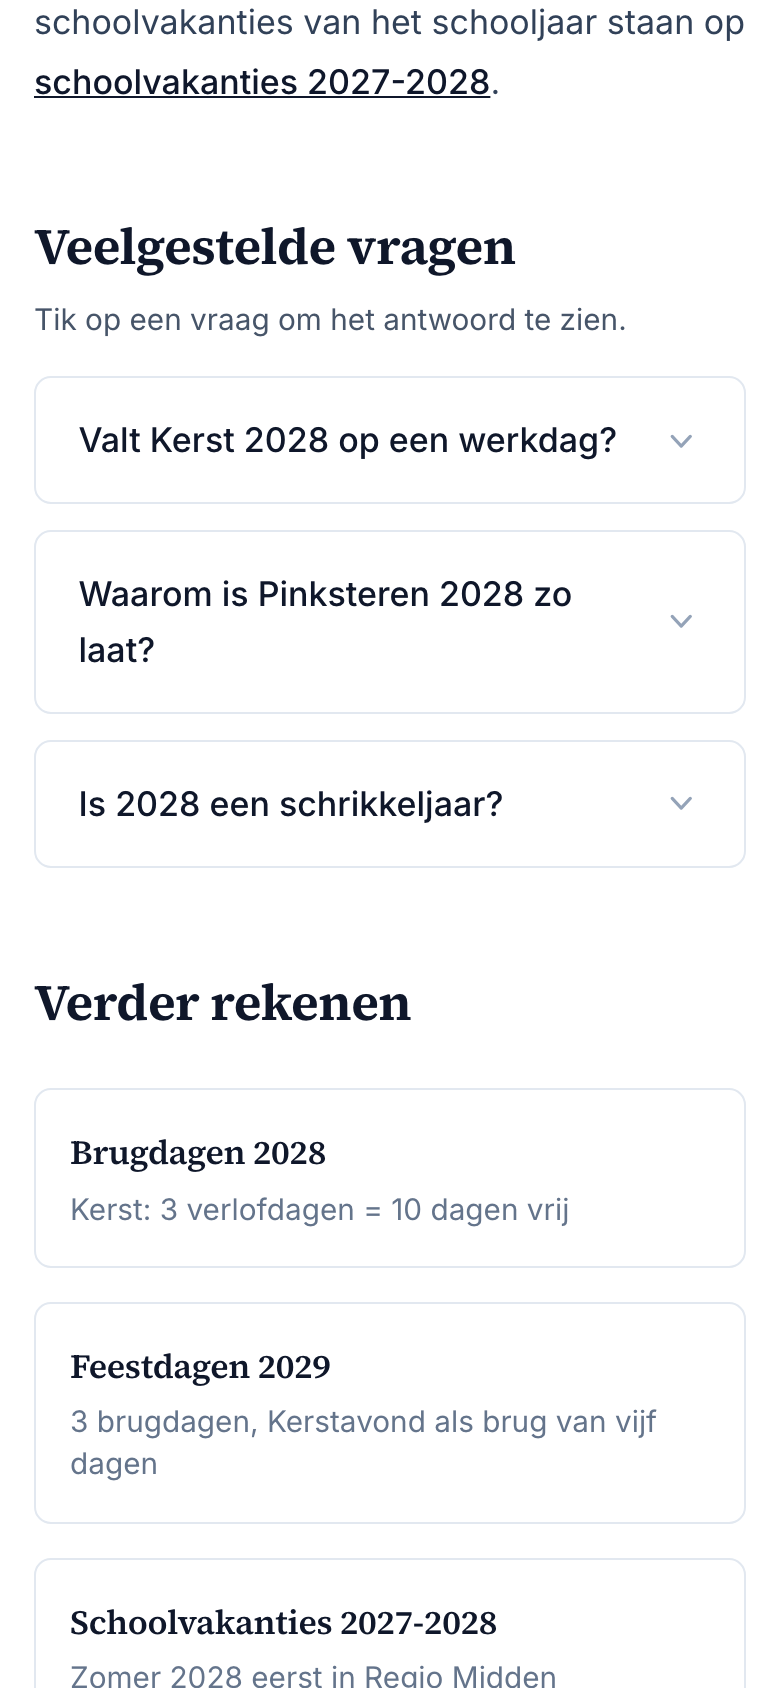 schoolvakanties van het schooljaar staan op
schoolvakanties 2027-2028.
Veelgestelde vragen
Tik op een vraag om het antwoord te zien.
Valt Kerst 2028 op een werkdag?
Waarom is Pinksteren 2028 zo
laat?
Is 2028 een schrikkeljaar?
Verder rekenen
Brugdagen 2028
Kerst: 3 verlofdagen = 10 dagen vrij
Feestdagen 2029
3 brugdagen, Kerstavond als brug van vijf
dagen
Schoolvakanties 2027-2028
Zomer 2028 eerst in Regio Midden